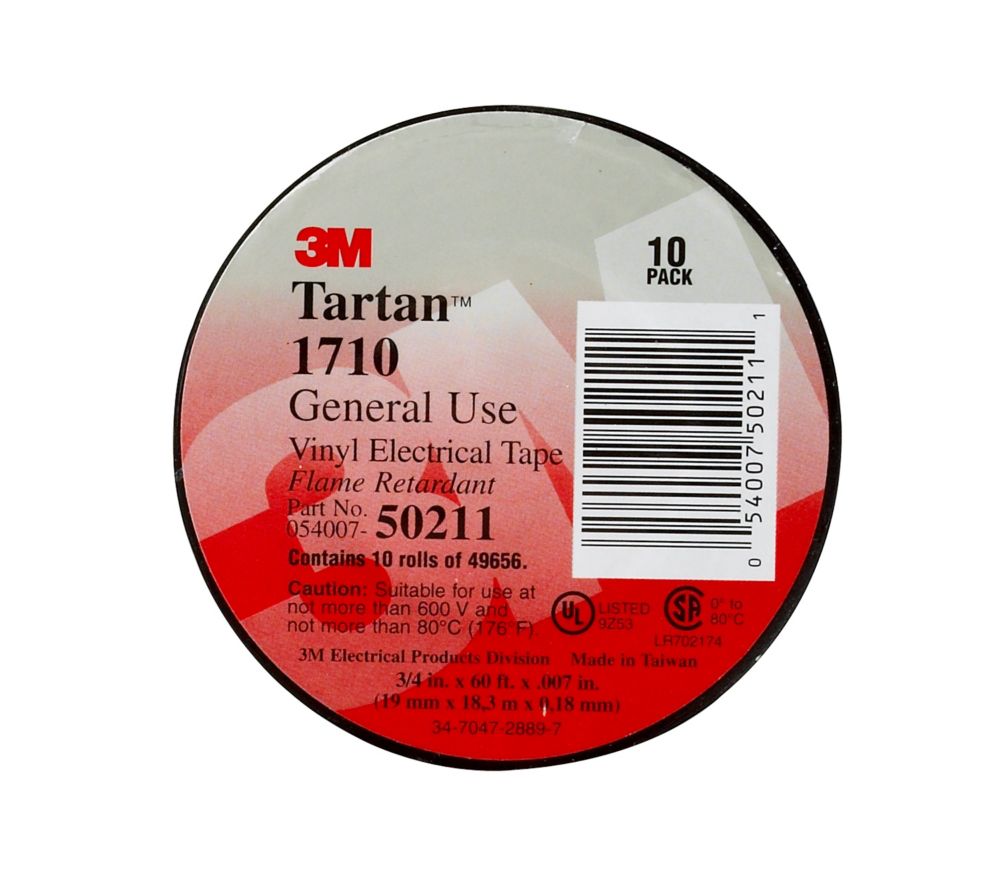 3M
Tartan™
1710
General Use
Vinyl Electrical Tape
Flame Retardant
Part No.
054007- 50211
Contains 10 rolls of 49656.
Caution: Suitable for use at
not more than 600 V and
not more than 80°C (176°F).
10
PACK
0 54007 50211 1
UL LISTED
9Z53
SA 0° to
80°C
LR702174
3M Electrical Products Division Made in Taiwan
3/4 in. x 60 ft. x .007 in.
(19 mm x 18,3 m x 0,18 mm)
34-7047-2889-7